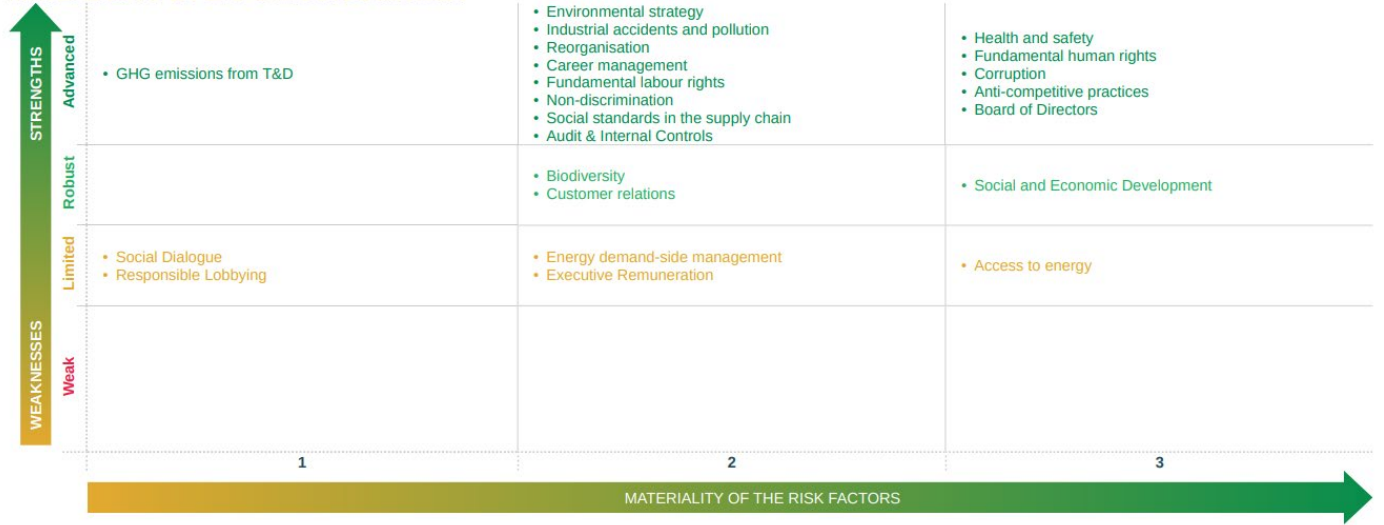 STRENGTHS
WEAKNESSES
Advanced
• GHG emissions from T&D
• Environmental strategy
• Industrial accidents and pollution
• Reorganisation
• Career management
• Fundamental labour rights
• Non-discrimination
• Social standards in the supply chain
• Audit & Internal Controls
• Health and safety
• Fundamental human rights
• Corruption
• Anti-competitive practices
• Board of Directors
Robust
• Biodiversity
• Customer relations
• Social and Economic Development
Limited
• Social Dialogue
• Responsible Lobbying
• Energy demand-side management
• Executive Remuneration
• Access to energy
Weak
1
2
3
MATERIALITY OF THE RISK FACTORS